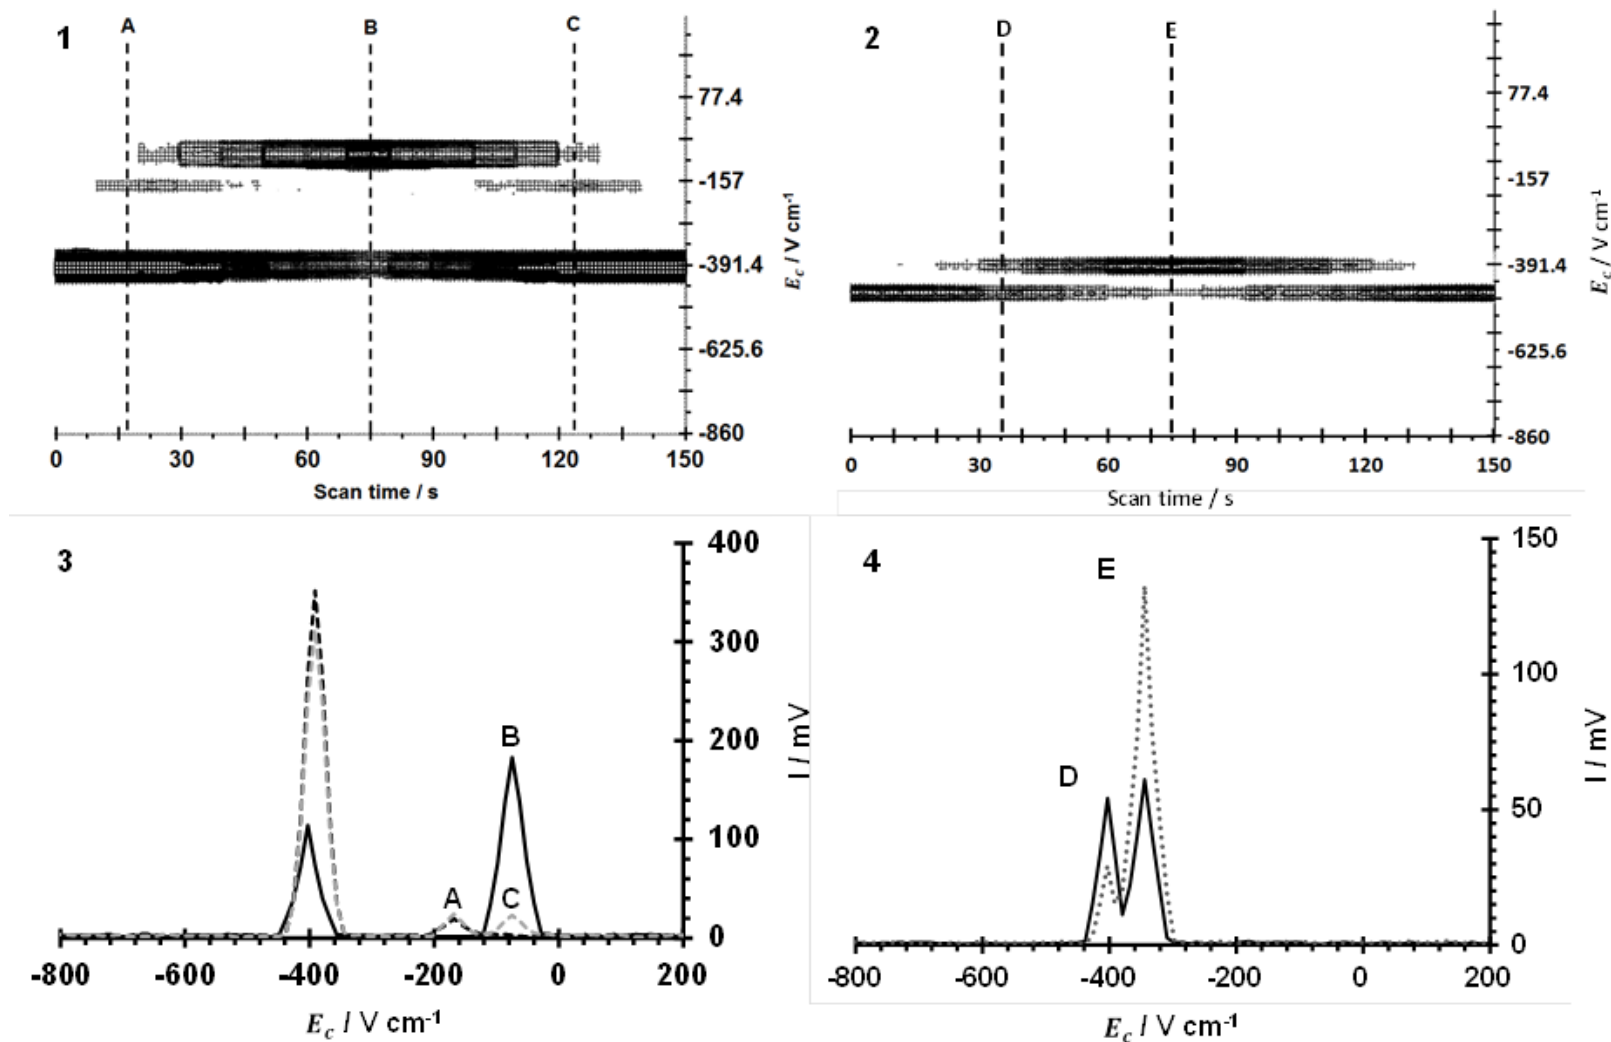 1
A
B
C
77.4
-157
-391.4
-625.6
-860
E_c / V cm⁻¹
0 30 60 90 120 150
Scan time / s
2
D
E
77.4
-157
-391.4
-625.6
-860
E_c / V cm⁻¹
0 30 60 90 120 150
Scan time / s
3
400
300
200
100
0
I / mV
A
B
C
-800 -600 -400 -200 0 200
E_c / V cm⁻¹
4
150
100
50
0
I / mV
D
E
-800 -600 -400 -200 0 200
E_c / V cm⁻¹